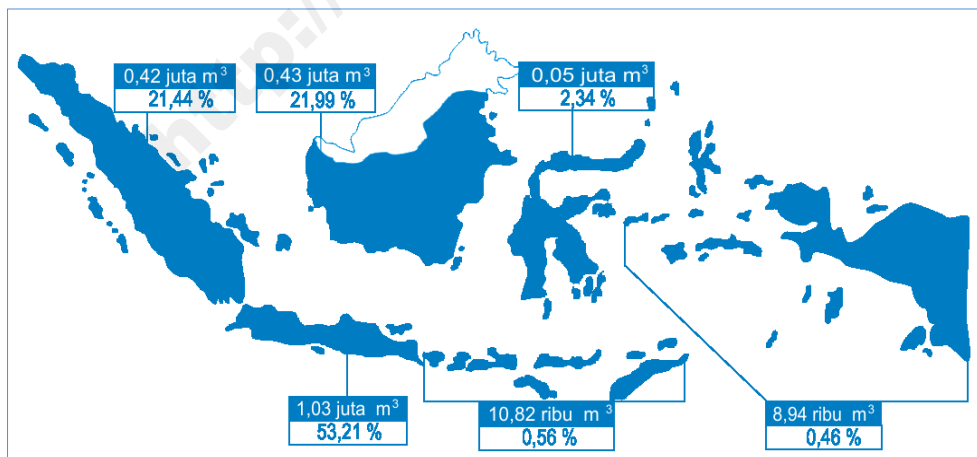 http://
0,42 juta m³
21,44 %
0,43 juta m³
21,99 %
0,05 juta m³
2,34 %
1,03 juta m³
53,21 %
10,82 ribu m³
0,56 %
8,94 ribu m³
0,46 %